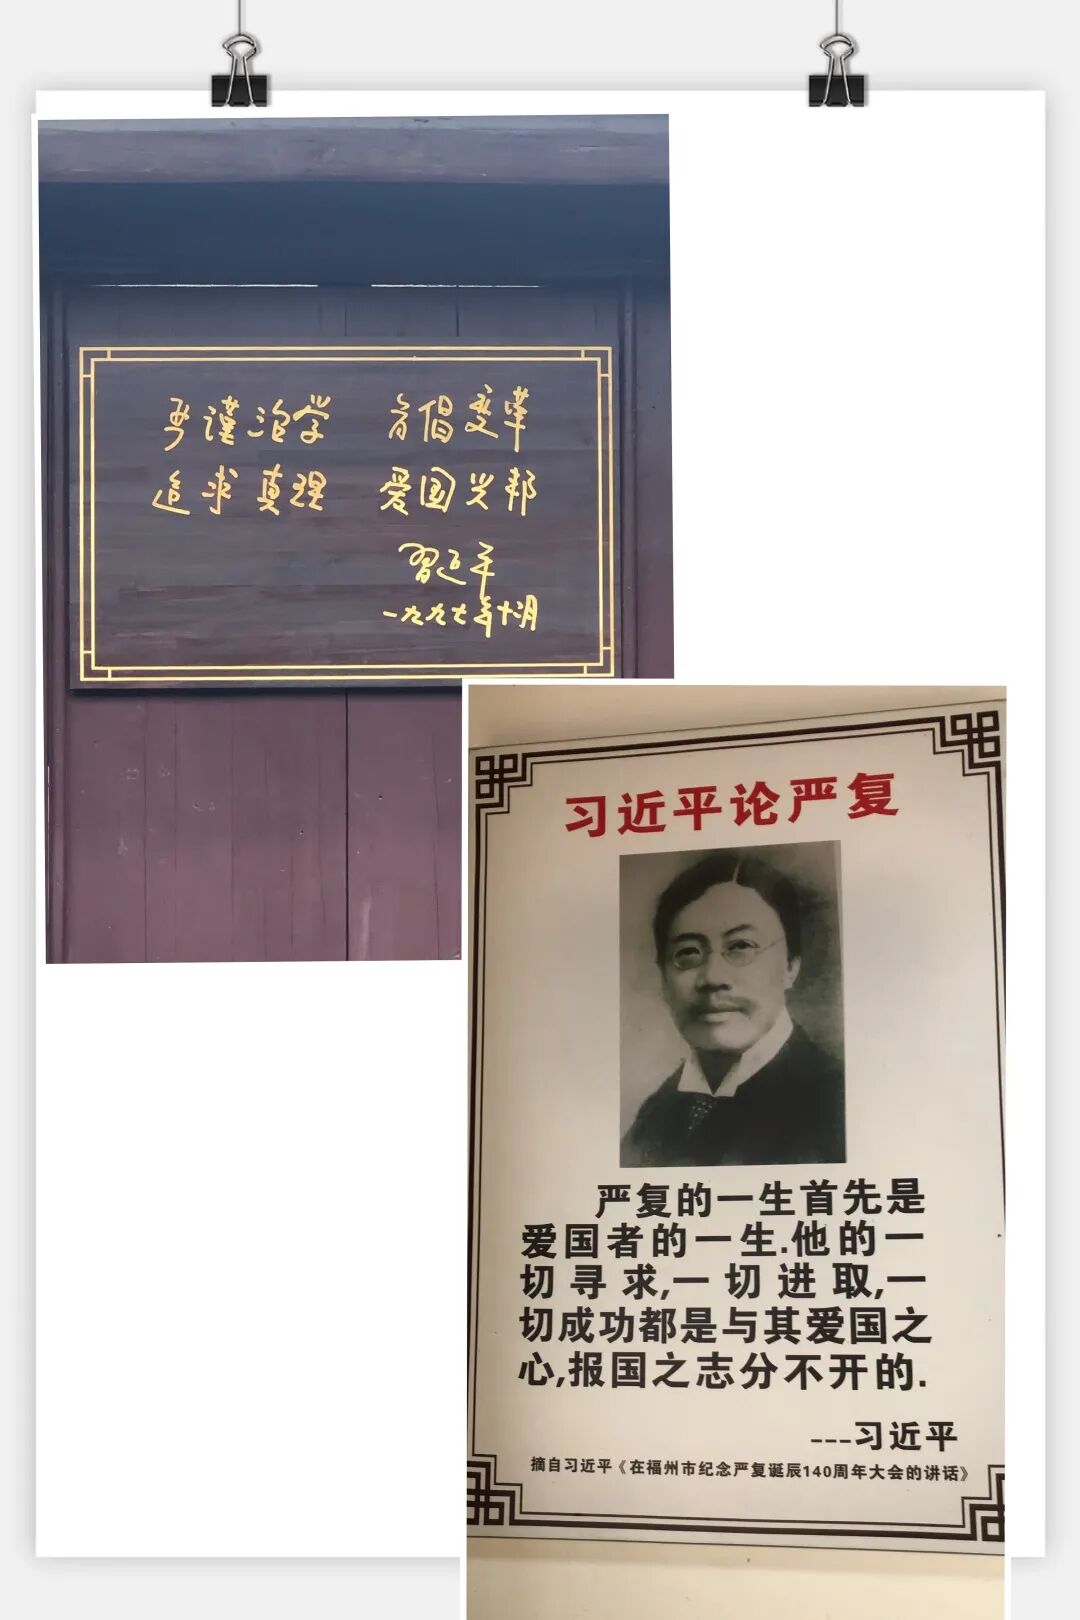 严谨治学 首倡变革
追求真理 爱国兴邦
習近平
一九九七年十二月
习近平论严复
严复的一生首先是
爱国者的一生.他的一
切寻求,一切进取,一
切成功都是与其爱国之
心,报国之志分不开的.
---习近平
摘自习近平《在福州市纪念严复诞辰140周年大会的讲话》